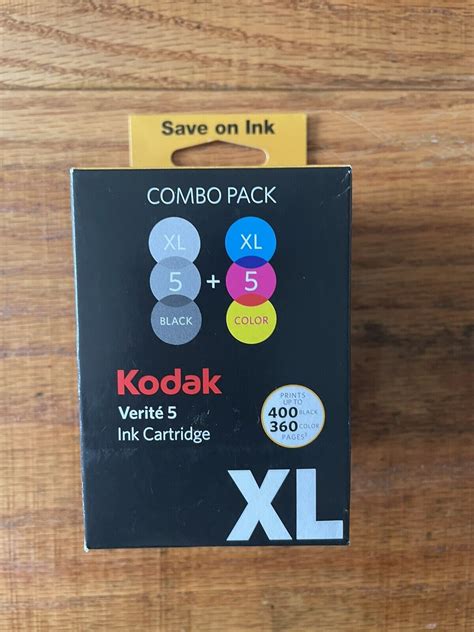 Save on Ink
COMBO PACK
XL XL
5 + 5
BLACK COLOR
Kodak
Verité 5
Ink Cartridge
PRINTS
UP TO
400 BLACK
360 COLOR
PAGES
XL